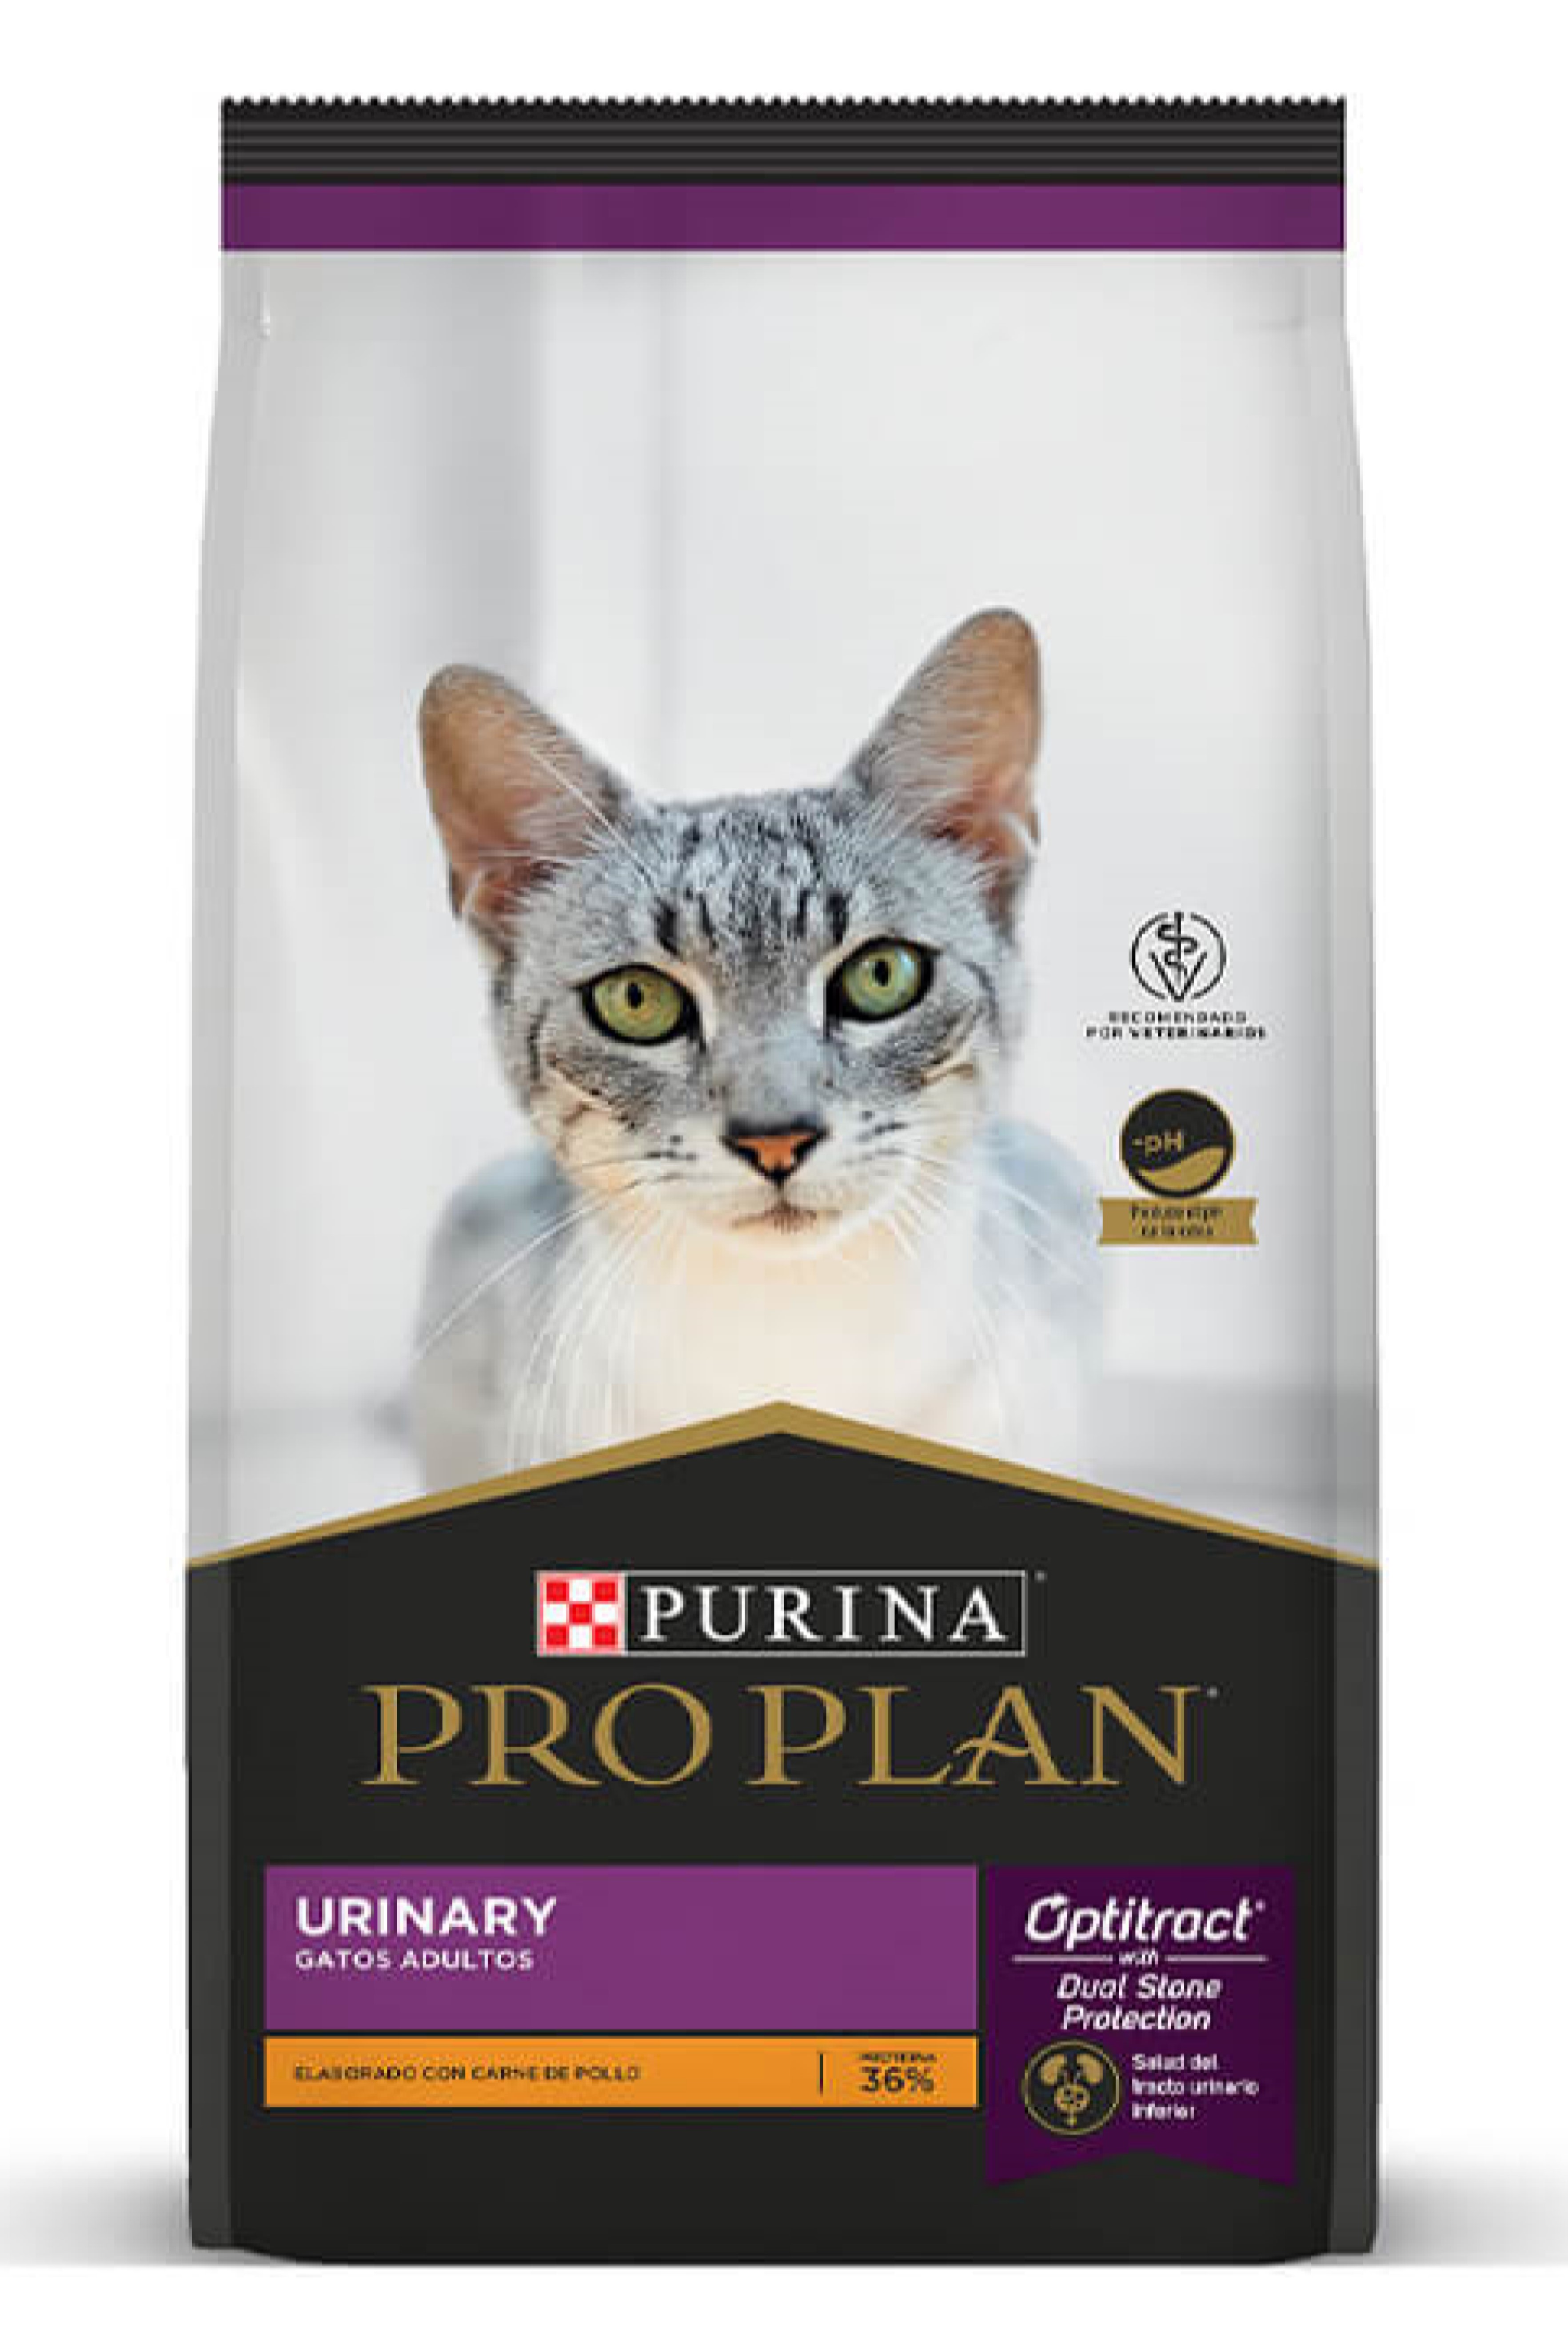 RECOMENDADO
POR VETERINARIOS
-pH
PURINA
PRO PLAN
URINARY
GATOS ADULTOS
ELABORADO CON CARNE DE POLLO
PROTEINA
36%
Optitract
with
Dual Stone
Protection
Salud del
tracto urinario
inferior